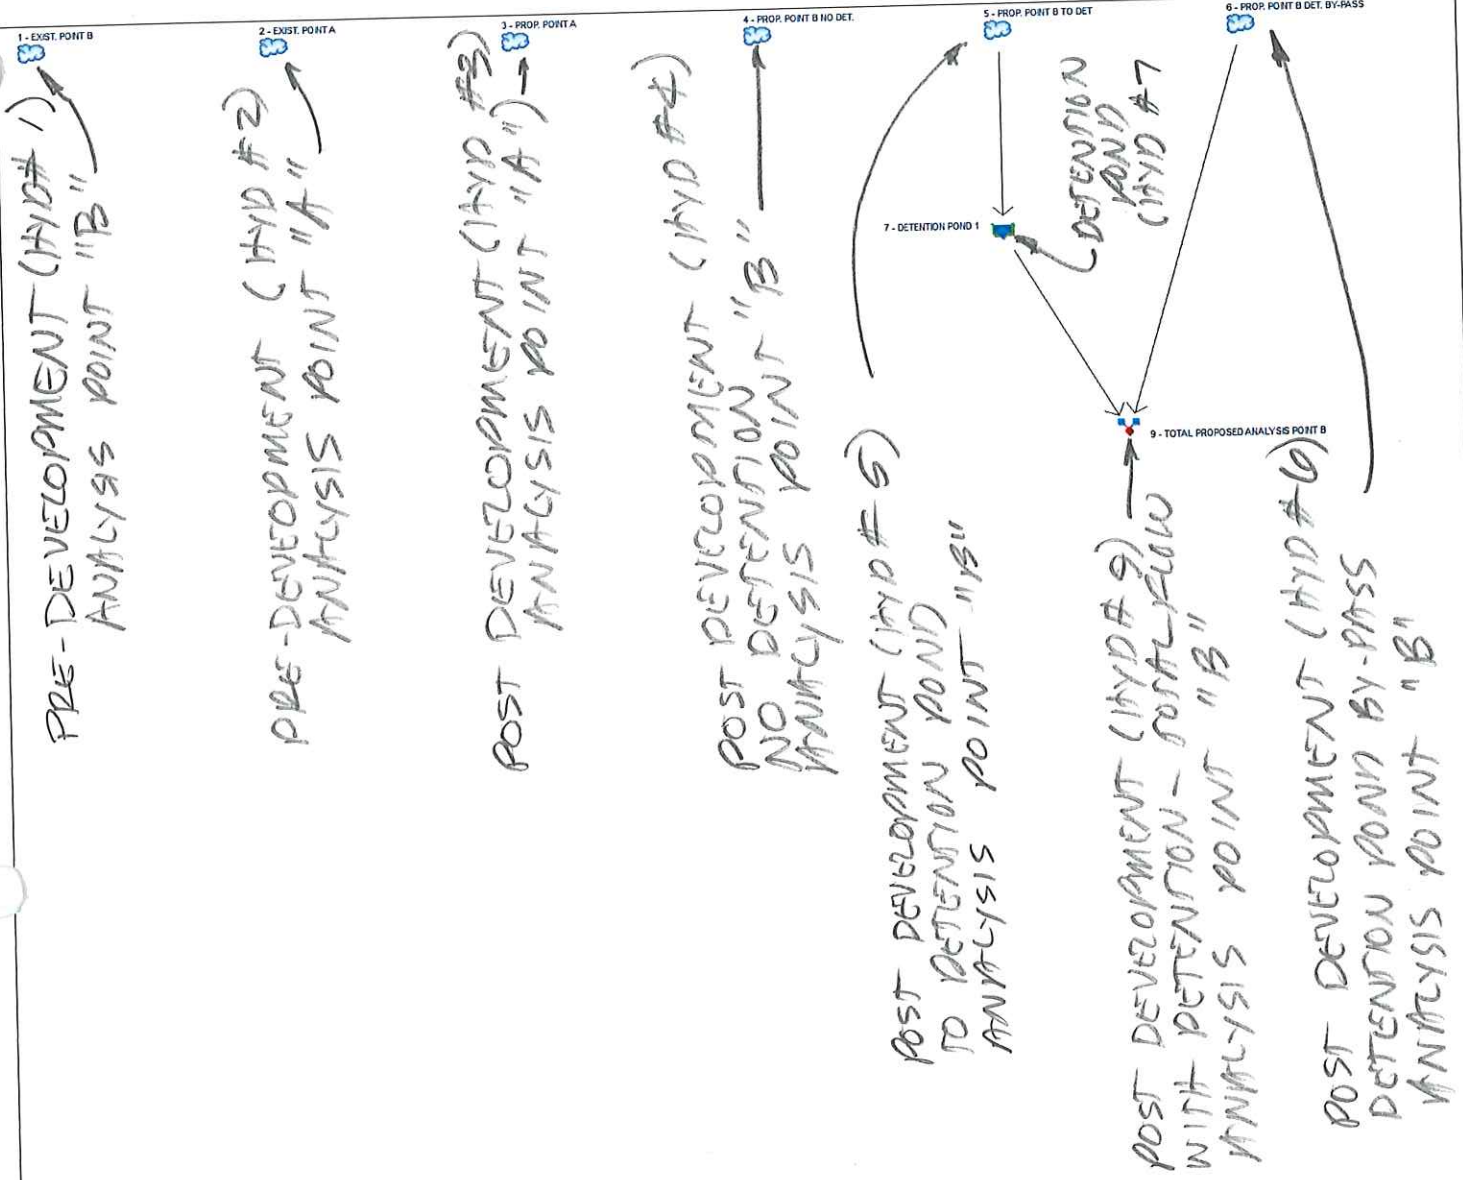 1 - EXIST. POINT B
2 - EXIST. POINT A
3 - PROP. POINT A
4 - PROP. POINT B NO DET.
5 - PROP. POINT B TO DET
6 - PROP. POINT B DET. BY-PASS
7 - DETENTION POND 1
9 - TOTAL PROPOSED ANALYSIS POINT B
PRE-DEVELOPMENT (HYD# 1)
ANALYSIS POINT "B"
PRE-DEVEOPMENT (HYD #2)
ANALYSIS POINT "A"
POST DEVELOPMENT (HYD #3)
ANALYSIS POINT "A")
POST DEVELOPMENT (HYD #4)
NO DETENTION
ANALYSIS POINT "B"
POST DEVELOPMENT (HYD # 5)
TO DETENTION POND
ANALYSIS POINT "B"
DETENTION
POND
(HYD #7
POST DEVELOPMENT (HYD# 9)
WITH DETENTION - TOTAL FLOW
ANALYSIS POINT "B"
POST DEVELOPMENT (HYD #6)
DETENTION POND BY-PASS
ANALYSIS POINT "B"